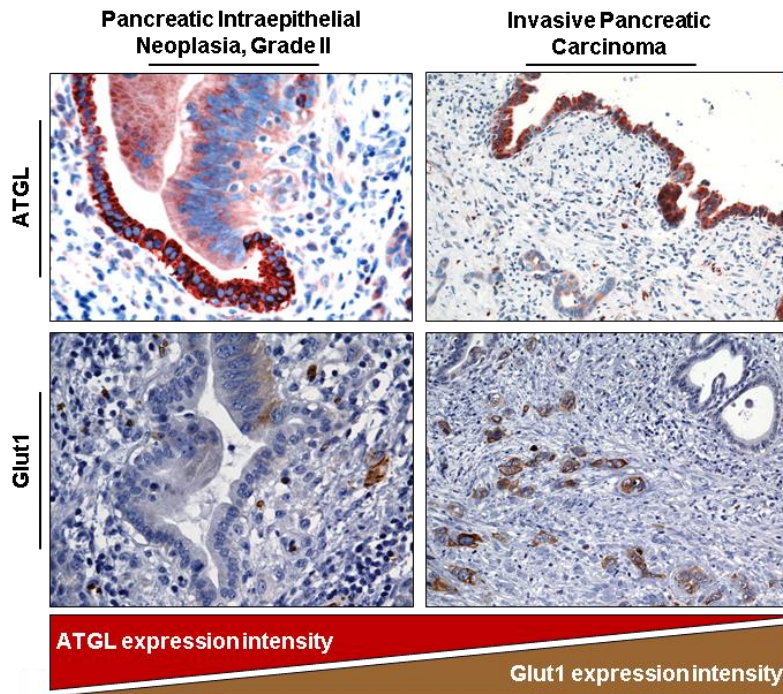 Pancreatic Intraepithelial
Neoplasia, Grade II
Invasive Pancreatic
Carcinoma
ATGL
Glut1
ATGL expression intensity
Glut1 expression intensity